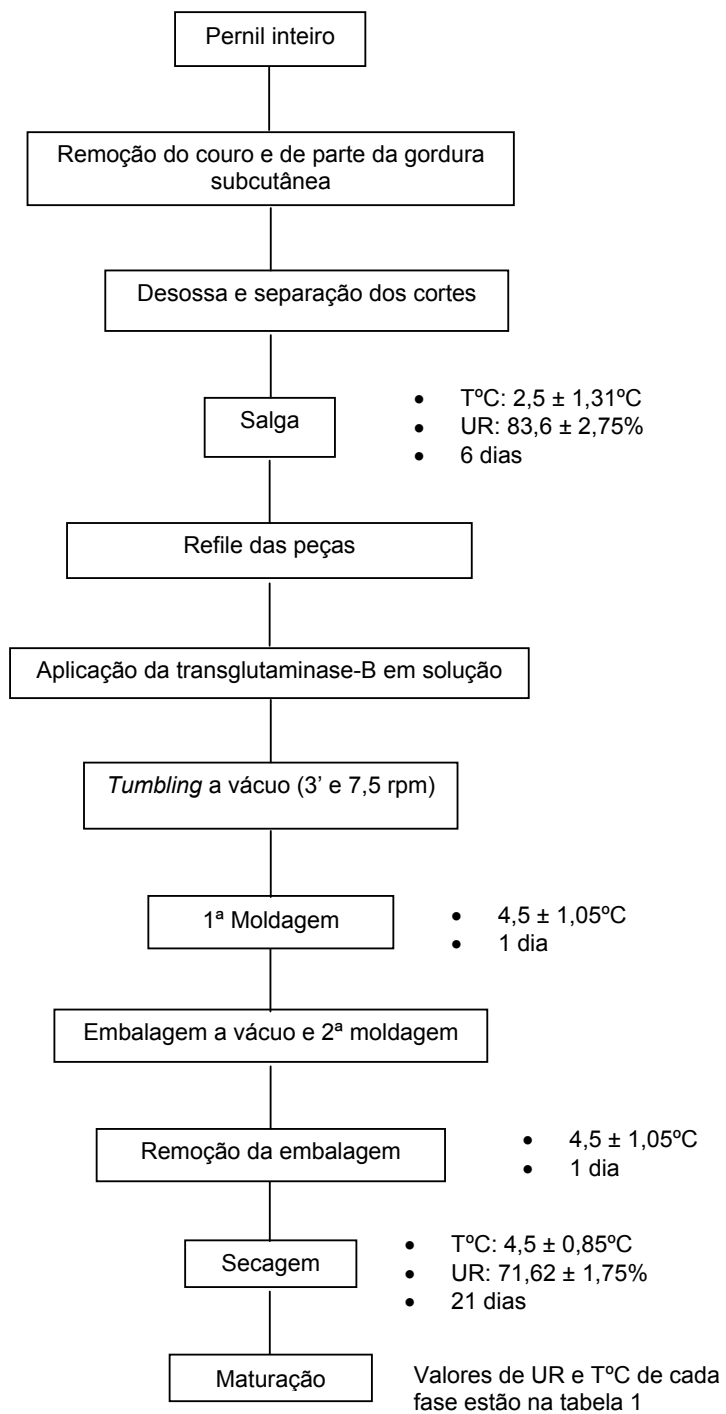 Pernil inteiro
Remoção do couro e de parte da gordura
subcutânea
Desossa e separação dos cortes
Salga
• TºC: 2,5 ± 1,31ºC
• UR: 83,6 ± 2,75%
• 6 dias
Refile das peças
Aplicação da transglutaminase-B em solução
Tumbling a vácuo (3' e 7,5 rpm)
1ª Moldagem
• 4,5 ± 1,05ºC
• 1 dia
Embalagem a vácuo e 2ª moldagem
Remoção da embalagem
• 4,5 ± 1,05ºC
• 1 dia
Secagem
• TºC: 4,5 ± 0,85ºC
• UR: 71,62 ± 1,75%
• 21 dias
Maturação
Valores de UR e TºC de cada
fase estão na tabela 1